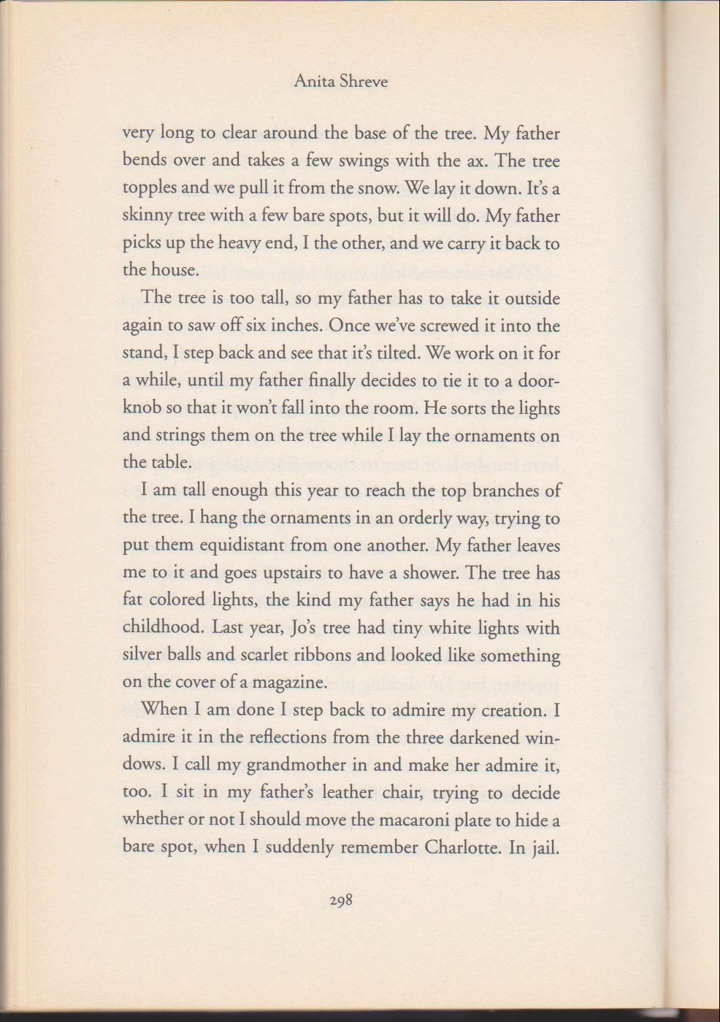 Anita Shreve
very long to clear around the base of the tree. My father
bends over and takes a few swings with the ax. The tree
topples and we pull it from the snow. We lay it down. It's a
skinny tree with a few bare spots, but it will do. My father
picks up the heavy end, I the other, and we carry it back to
the house.
The tree is too tall, so my father has to take it outside
again to saw off six inches. Once we've screwed it into the
stand, I step back and see that it's tilted. We work on it for
a while, until my father finally decides to tie it to a door-
knob so that it won't fall into the room. He sorts the lights
and strings them on the tree while I lay the ornaments on
the table.
I am tall enough this year to reach the top branches of
the tree. I hang the ornaments in an orderly way, trying to
put them equidistant from one another. My father leaves
me to it and goes upstairs to have a shower. The tree has
fat colored lights, the kind my father says he had in his
childhood. Last year, Jo's tree had tiny white lights with
silver balls and scarlet ribbons and looked like something
on the cover of a magazine.
When I am done I step back to admire my creation. I
admire it in the reflections from the three darkened win-
dows. I call my grandmother in and make her admire it,
too. I sit in my father's leather chair, trying to decide
whether or not I should move the macaroni plate to hide a
bare spot, when I suddenly remember Charlotte. In jail.
298